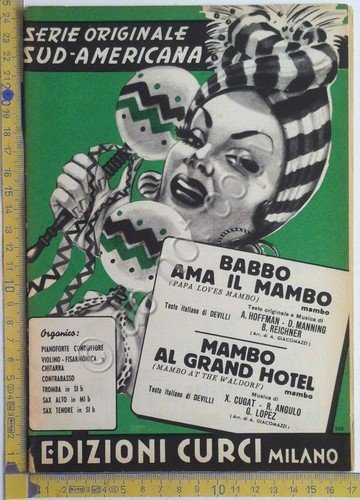 SERIE ORIGINALE
SUD-AMERICANA
BABBO
AMA IL MAMBO
mambo
(PAPA LOVES MAMBO)
Testo originale e Musica di
Testo Italiano di DEVILLI
A. HOFFMAN - D. MANNING
B. REICHNER
(Arr. di A. GIACOMAZZI)
MAMBO
AL GRAND HOTEL
mambo
(MAMBO AT THE WALDORF)
Musica di
Testo Italiano di DEVILLI
X. CUGAT - R. ANGULO
G. LOPEZ
(Arr. di A. GIACOMAZZI)
Organico:
PIANOFORTE CONDUTTORE
VIOLINO - FISARMONICA
CHITARRA
CONTRABASSO
TROMBA in SI b
SAX ALTO in MI b
SAX TENORE in SI b
EDIZIONI CURCI MILANO